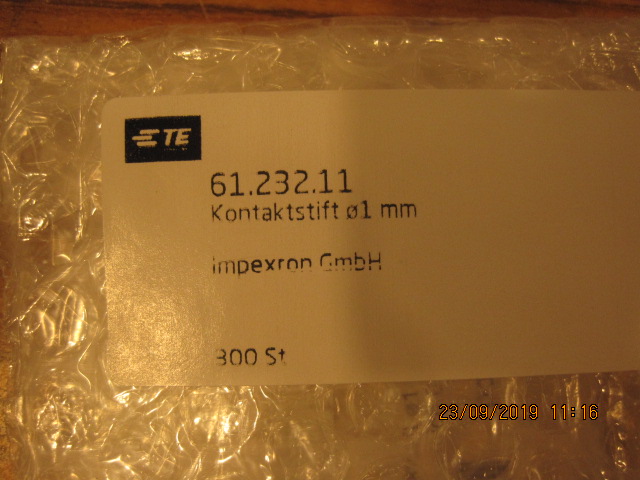 TE
61.232.11
Kontaktstift ø1 mm
impexron GmbH
300 St
23/09/2019 11:16